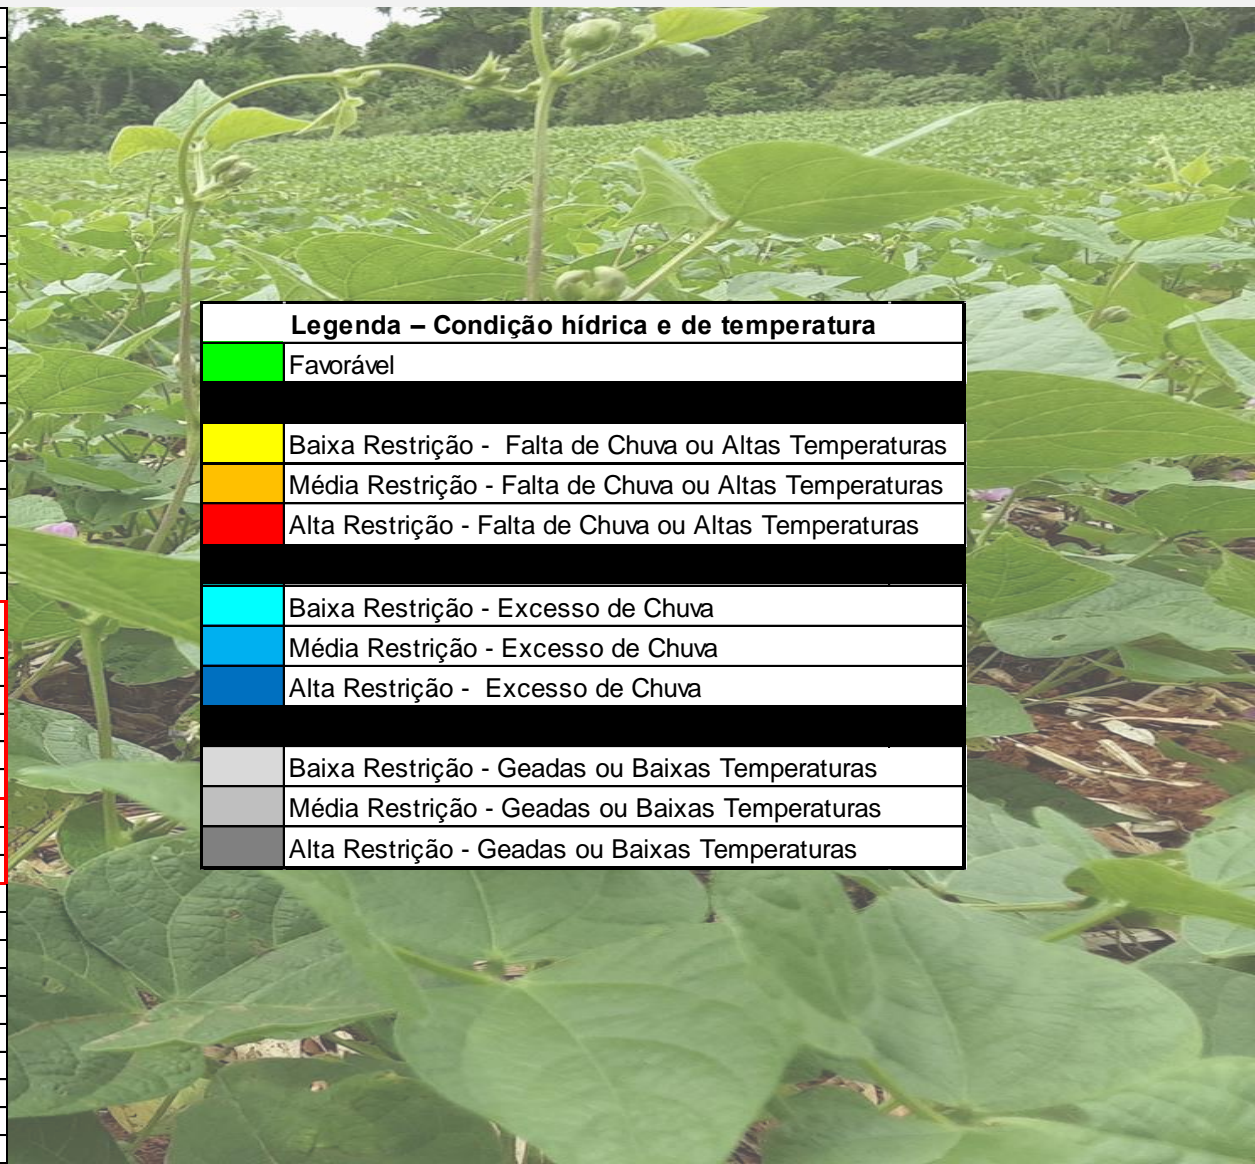 Legenda – Condição hídrica e de temperatura
Favorável
Baixa Restrição - Falta de Chuva ou Altas Temperaturas
Média Restrição - Falta de Chuva ou Altas Temperaturas
Alta Restrição - Falta de Chuva ou Altas Temperaturas
Baixa Restrição - Excesso de Chuva
Média Restrição - Excesso de Chuva
Alta Restrição - Excesso de Chuva
Baixa Restrição - Geadas ou Baixas Temperaturas
Média Restrição - Geadas ou Baixas Temperaturas
Alta Restrição - Geadas ou Baixas Temperaturas